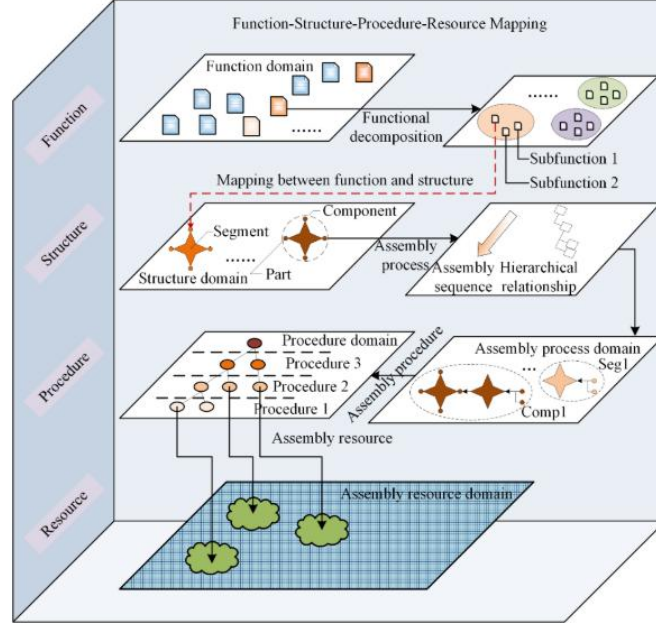 Function-Structure-Procedure-Resource Mapping
Function domain
......
Functional
decomposition
......
Subfunction 1
Subfunction 2
Function
Mapping between function and structure
Component
Segment
......
Part
Structure domain
Assembly
process
Assembly
sequence
Hierarchical
relationship
Structure
Procedure domain
Procedure 3
Procedure 2
Procedure 1
Assembly procedure
Assembly process domain
...
Seg1
Comp1
Procedure
Assembly resource
Assembly resource domain
Resource